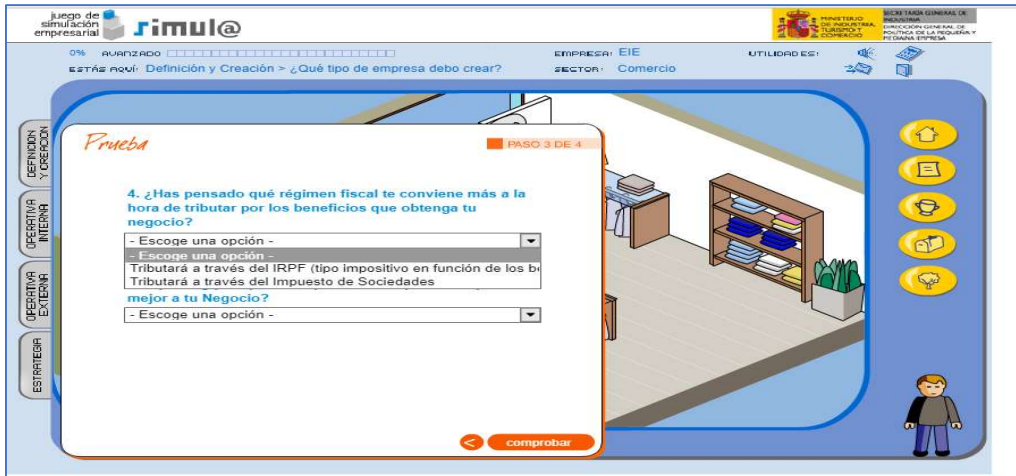 juego de
simulación
empresarial
simul@
MINISTERIO
DE INDUSTRIA,
TURISMO Y
COMERCIO
SECRETARÍA GENERAL DE
INDUSTRIA
DIRECCIÓN GENERAL DE
POLÍTICA DE LA PEQUEÑA Y
MEDIANA EMPRESA
0% AVANZADO
EMPRESA: EIE
UTILIDADES:
ESTÁS AQUÍ: Definición y Creación > ¿Qué tipo de empresa debo crear?
SECTOR: Comercio
DEFINICION
Y CREACION
OPERATIVA
INTERNA
OPERATIVA
EXTERNA
ESTRATEGIA
Prueba
PASO 3 DE 4
4. ¿Has pensado qué régimen fiscal te conviene más a la
hora de tributar por los beneficios que obtenga tu
negocio?
- Escoge una opción -
- Escoge una opción -
Tributará a través del IRPF (tipo impositivo en función de los be
Tributará a través del Impuesto de Sociedades
mejor a tu Negocio?
- Escoge una opción -
< comprobar